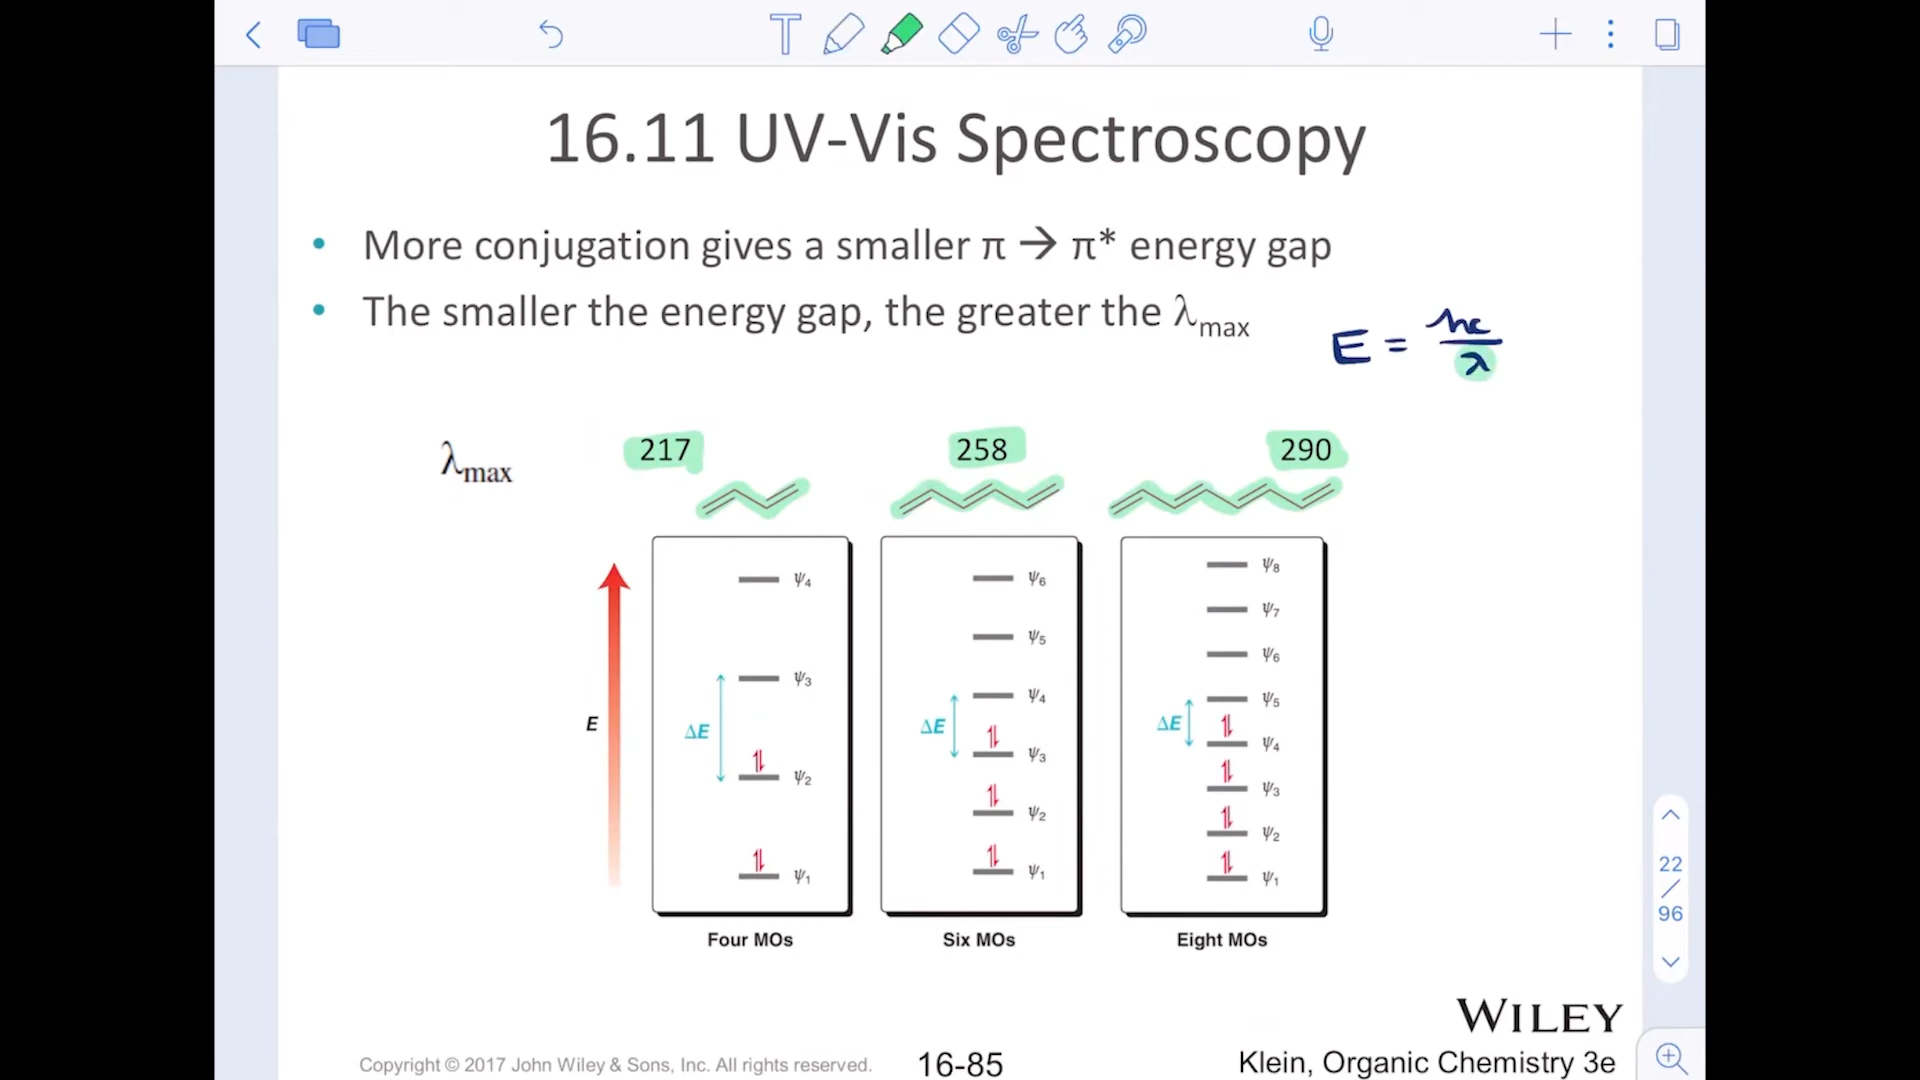 16.11 UV-Vis Spectroscopy
• More conjugation gives a smaller π → π* energy gap
• The smaller the energy gap, the greater the λmax
E = hc/λ
λmax
217
258
290
E
ψ4
ψ3
ΔE
ψ2
ψ1
Four MOs
ψ6
ψ5
ψ4
ΔE
ψ3
ψ2
ψ1
Six MOs
ψ8
ψ7
ψ6
ψ5
ΔE
ψ4
ψ3
ψ2
ψ1
Eight MOs
22
/
96
WILEY
Copyright © 2017 John Wiley & Sons, Inc. All rights reserved.
16-85
Klein, Organic Chemistry 3e